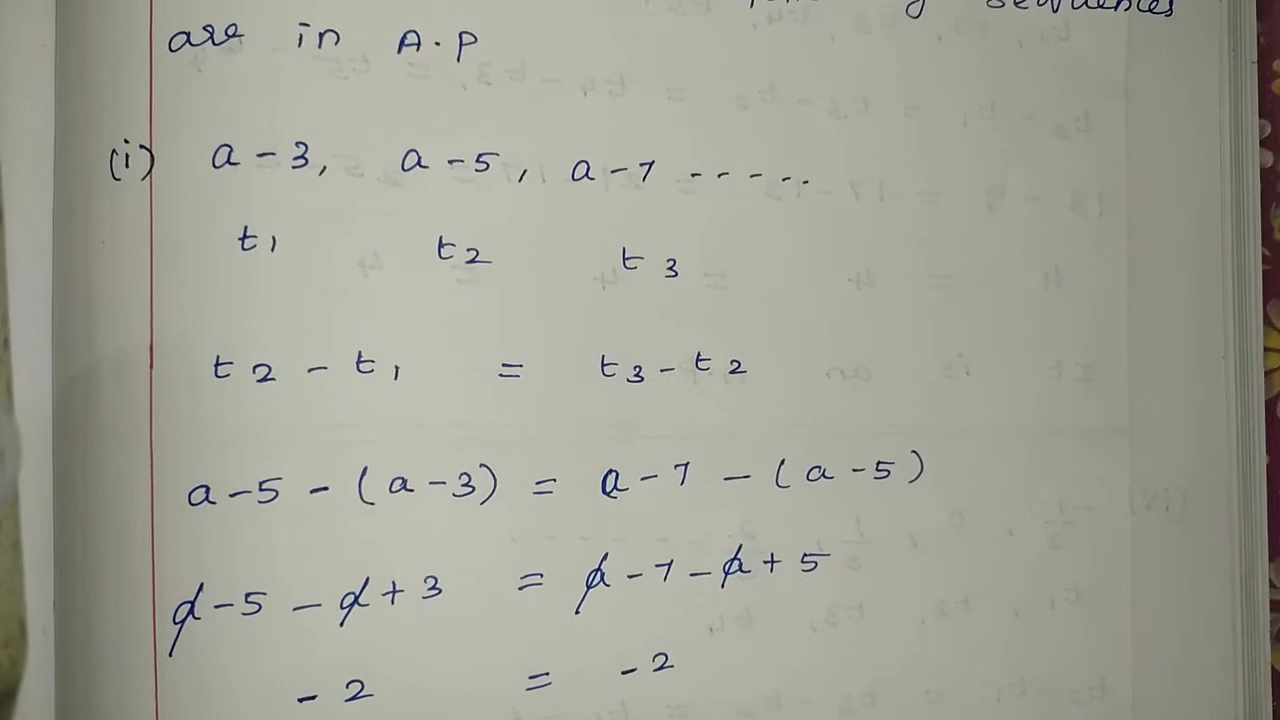 sequences
are in A.P
(i) a - 3, a - 5, a - 7 -----
t1 t2 t3
t2 - t1 = t3 - t2
a - 5 - (a - 3) = a - 7 - (a - 5)
a - 5 - a + 3 = a - 7 - a + 5
- 2 = - 2